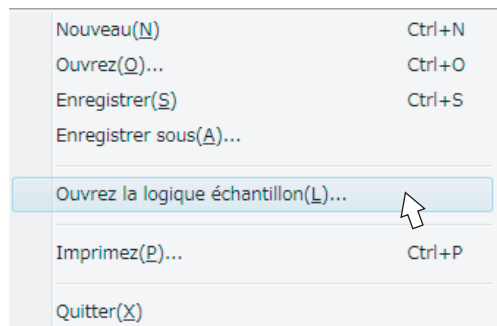 Nouveau(N) Ctrl+N
Ouvrez(O)... Ctrl+O
Enregistrer(S) Ctrl+S
Enregistrer sous(A)...
Ouvrez la logique échantillon(L)...
Imprimez(P)... Ctrl+P
Quitter(X)